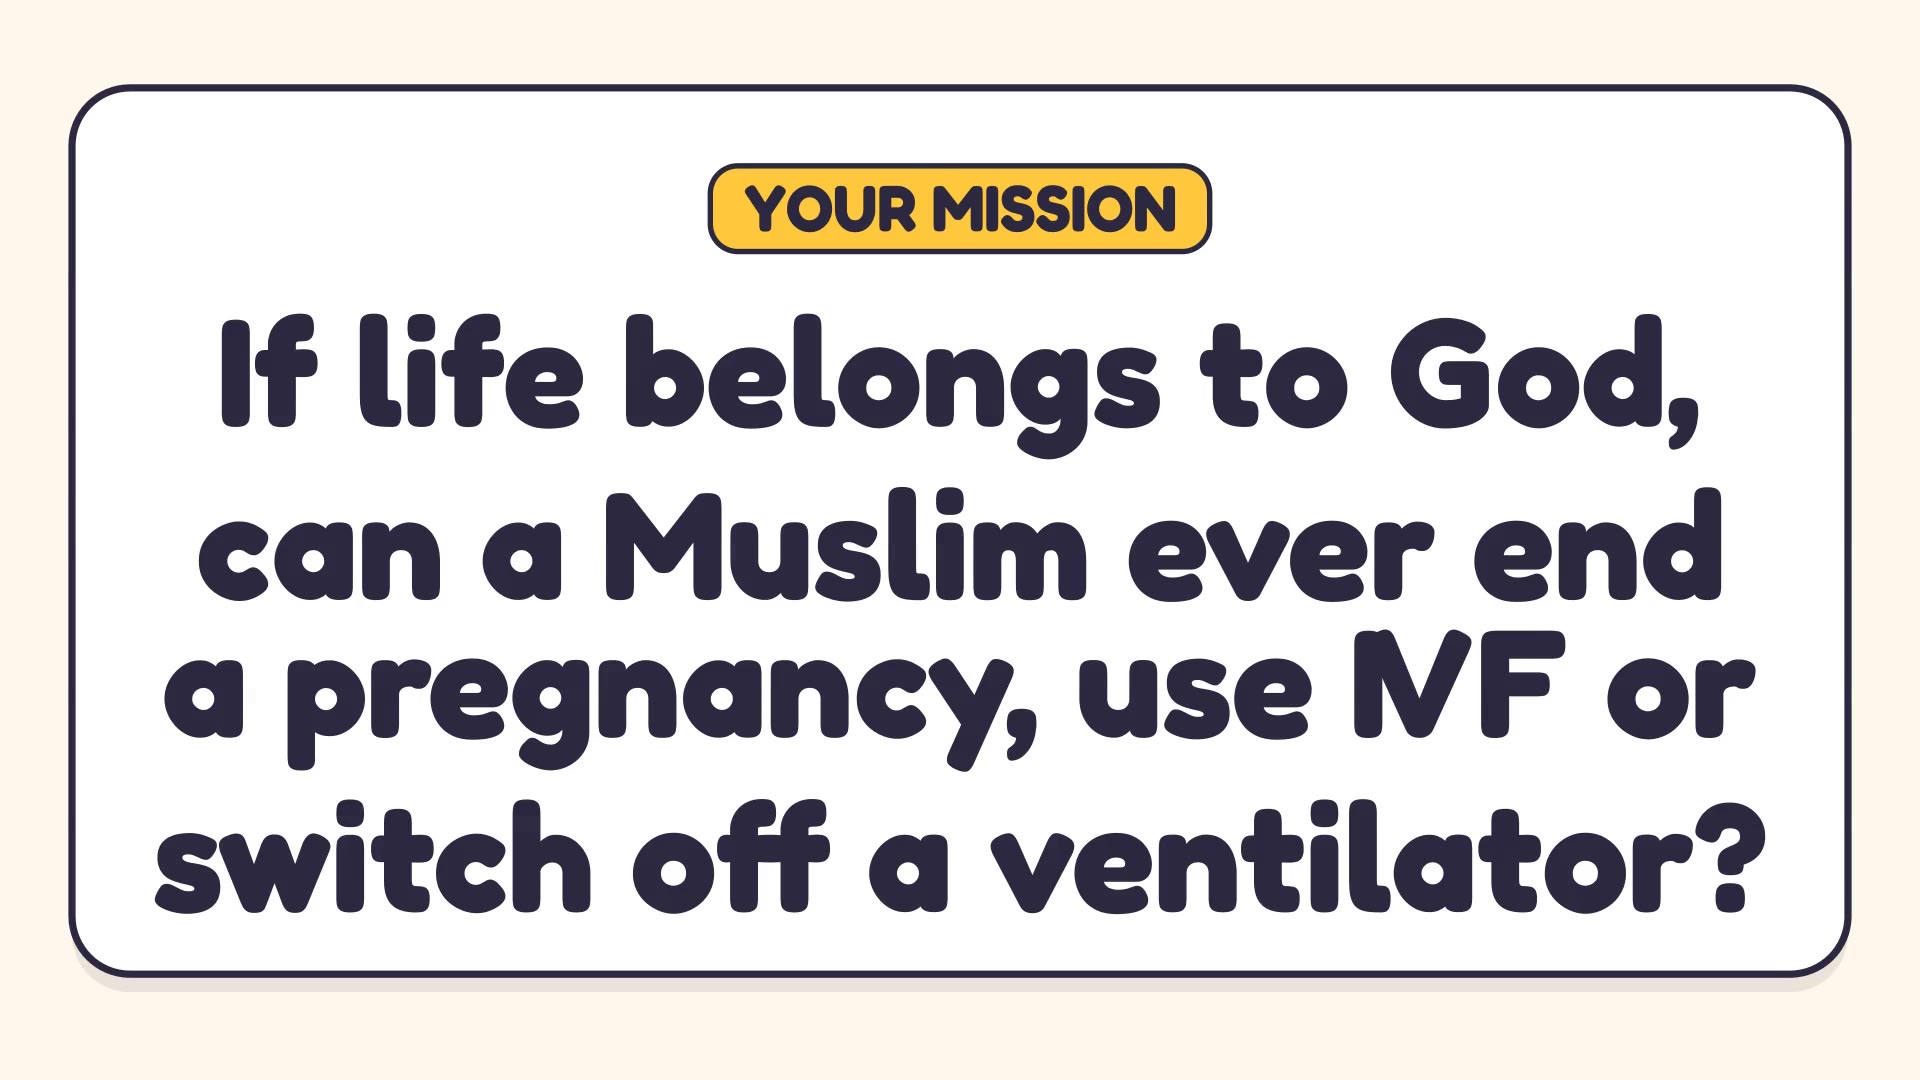 YOUR MISSION
If life belongs to God,
can a Muslim ever end
a pregnancy, use IVF or
switch off a ventilator?